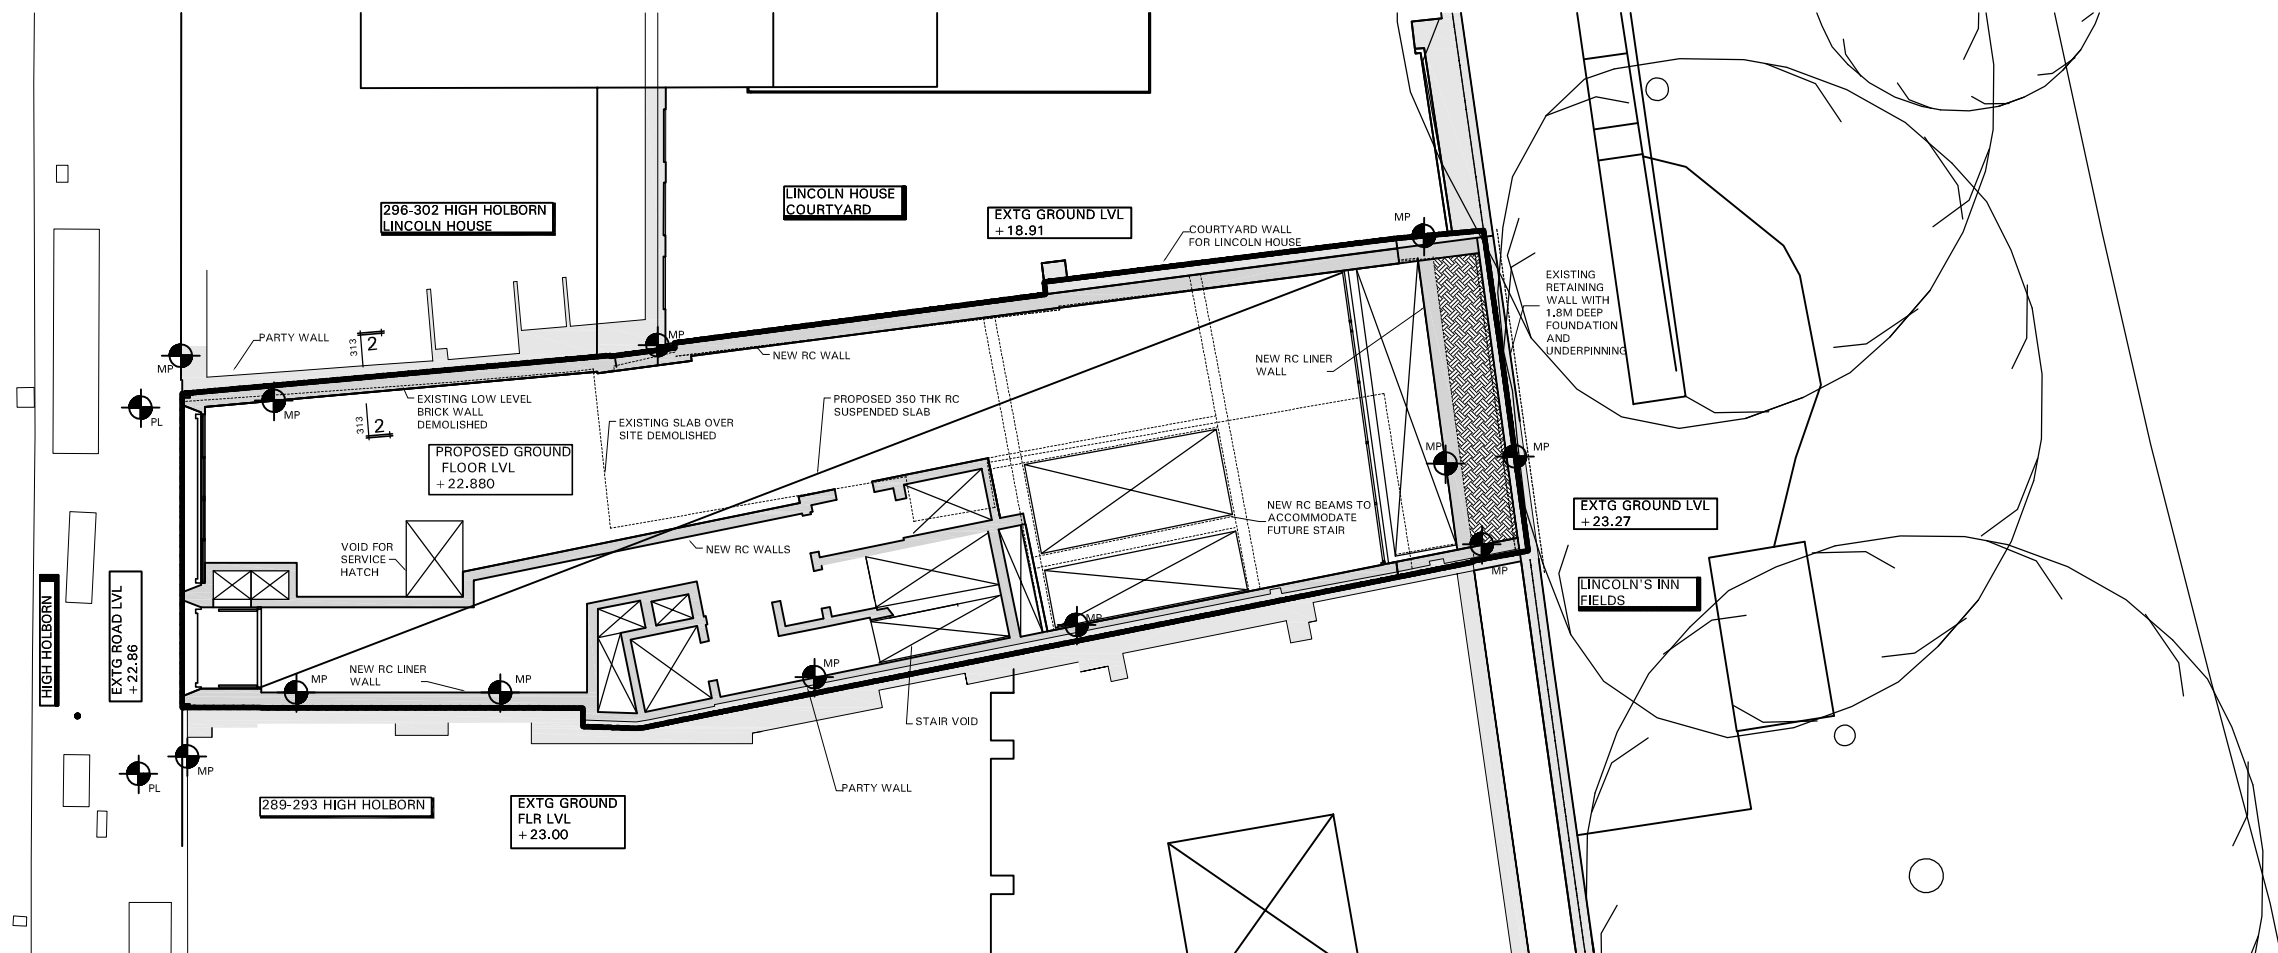 296-302 HIGH HOLBORN
LINCOLN HOUSE
LINCOLN HOUSE
COURTYARD
EXTG GROUND LVL
+18.91
MP
COURTYARD WALL
FOR LINCOLN HOUSE
EXISTING
RETAINING
WALL WITH
1.8M DEEP
FOUNDATION
AND
UNDERPINNING
PARTY WALL
313
2
MP
MP
NEW RC WALL
NEW RC LINER
WALL
PL
MP
EXISTING LOW LEVEL
BRICK WALL
DEMOLISHED
313
2
EXISTING SLAB OVER
SITE DEMOLISHED
PROPOSED 350 THK RC
SUSPENDED SLAB
MP
MP
PROPOSED GROUND
FLOOR LVL
+22.880
NEW RC BEAMS TO
ACCOMMODATE
FUTURE STAIR
EXTG GROUND LVL
+23.27
VOID FOR
SERVICE
HATCH
NEW RC WALLS
MP
LINCOLN'S INN
FIELDS
HIGH HOLBORN
EXTG ROAD LVL
+22.86
MP
NEW RC LINER
WALL
MP
MP
MP
STAIR VOID
MP
PL
PARTY WALL
289-293 HIGH HOLBORN
EXTG GROUND
FLR LVL
+23.00